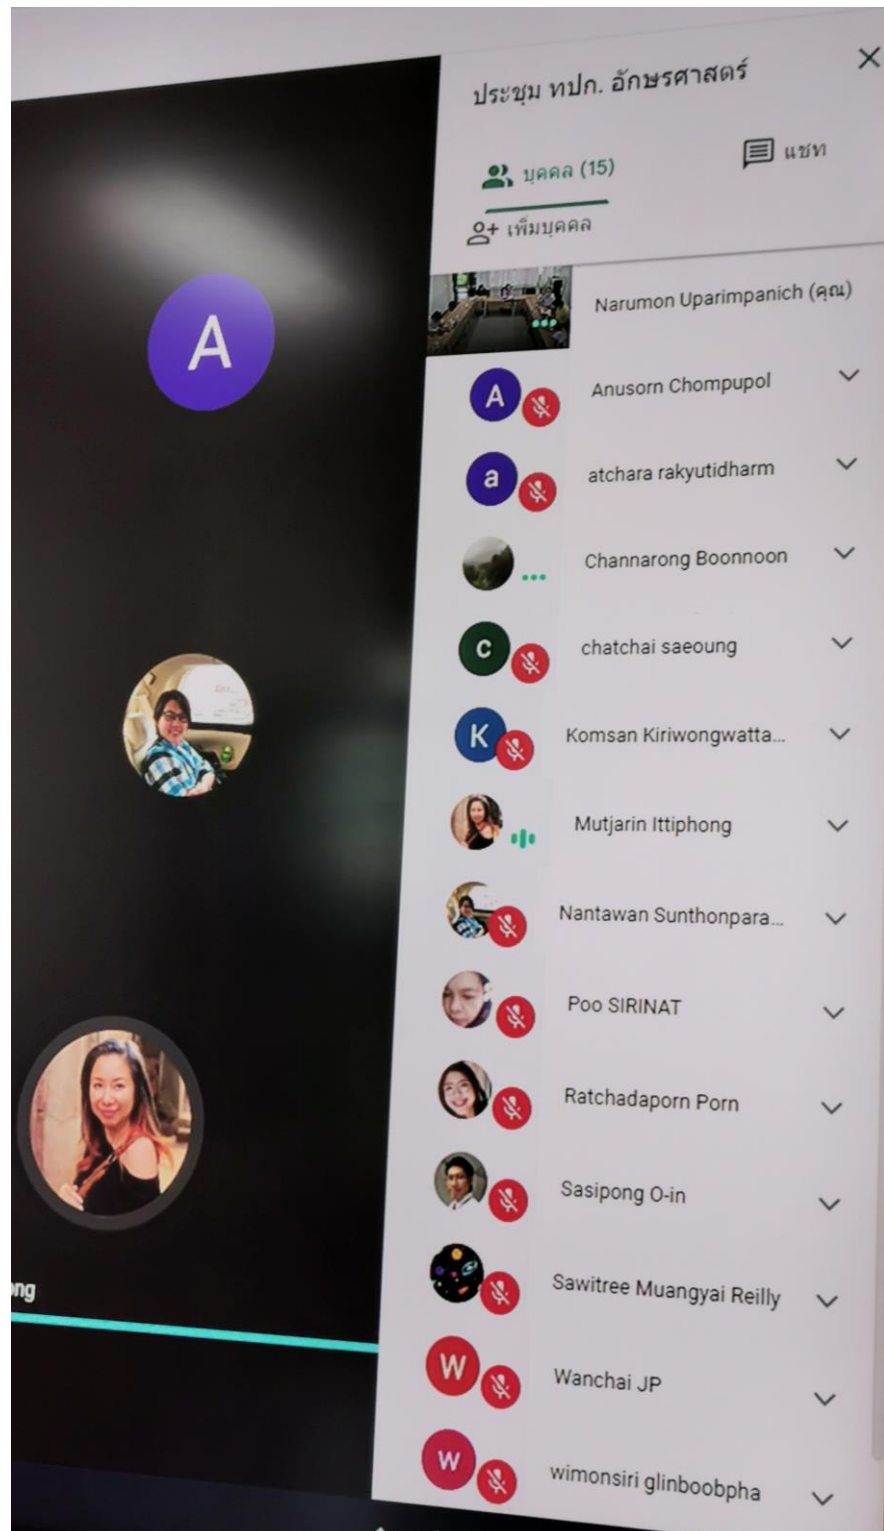 ประชุม ทปก. อักษรศาสตร์
บุคคล (15)
แชท
เพิ่มบุคคล
A
Narumon Uparimpanich (คุณ)
A
Anusorn Chompupol
a
atchara rakyutidharm
Channarong Boonnoon
c
chatchai saeoung
K
Komsan Kiriwongwatta...
Mutjarin Ittiphong
Nantawan Sunthonpara...
Poo SIRINAT
Ratchadaporn Porn
Sasipong O-in
ong
Sawitree Muangyai Reilly
W
Wanchai JP
w
wimonsiri glinboobpha